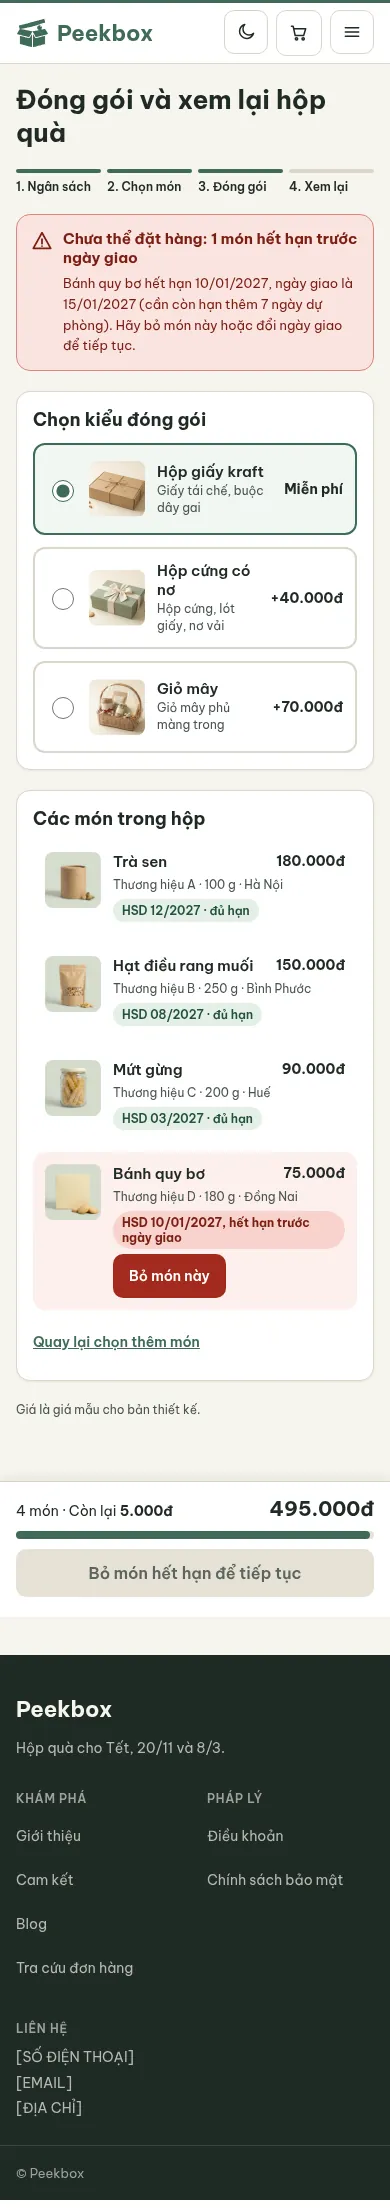 Peekbox
Đóng gói và xem lại hộp
quà
1. Ngân sách
2. Chọn món
3. Đóng gói
4. Xem lại
Chưa thể đặt hàng: 1 món hết hạn trước
ngày giao
Bánh quy bơ hết hạn 10/01/2027, ngày giao là
15/01/2027 (cần còn hạn thêm 7 ngày dự
phòng). Hãy bỏ món này hoặc đổi ngày giao
để tiếp tục.
Chọn kiểu đóng gói
Hộp giấy kraft
Giấy tái chế, buộc
dây gai
Miễn phí
Hộp cứng có
nơ
Hộp cứng, lót
giấy, nơ vải
+40.000đ
Giỏ mây
Giỏ mây phủ
màng trong
+70.000đ
Các món trong hộp
Trà sen
180.000đ
Thương hiệu A · 100 g · Hà Nội
HSD 12/2027 · đủ hạn
Hạt điều rang muối
150.000đ
Thương hiệu B · 250 g · Bình Phước
HSD 08/2027 · đủ hạn
Mứt gừng
90.000đ
Thương hiệu C · 200 g · Huế
HSD 03/2027 · đủ hạn
Bánh quy bơ
75.000đ
Thương hiệu D · 180 g · Đồng Nai
HSD 10/01/2027, hết hạn trước
ngày giao
Bỏ món này
Quay lại chọn thêm món
Giá là giá mẫu cho bản thiết kế.
4 món · Còn lại 5.000đ
495.000đ
Bỏ món hết hạn để tiếp tục
Peekbox
Hộp quà cho Tết, 20/11 và 8/3.
KHÁM PHÁ
Giới thiệu
Cam kết
Blog
Tra cứu đơn hàng
PHÁP LÝ
Điều khoản
Chính sách bảo mật
LIÊN HỆ
[SỐ ĐIỆN THOẠI]
[EMAIL]
[ĐỊA CHỈ]
© Peekbox